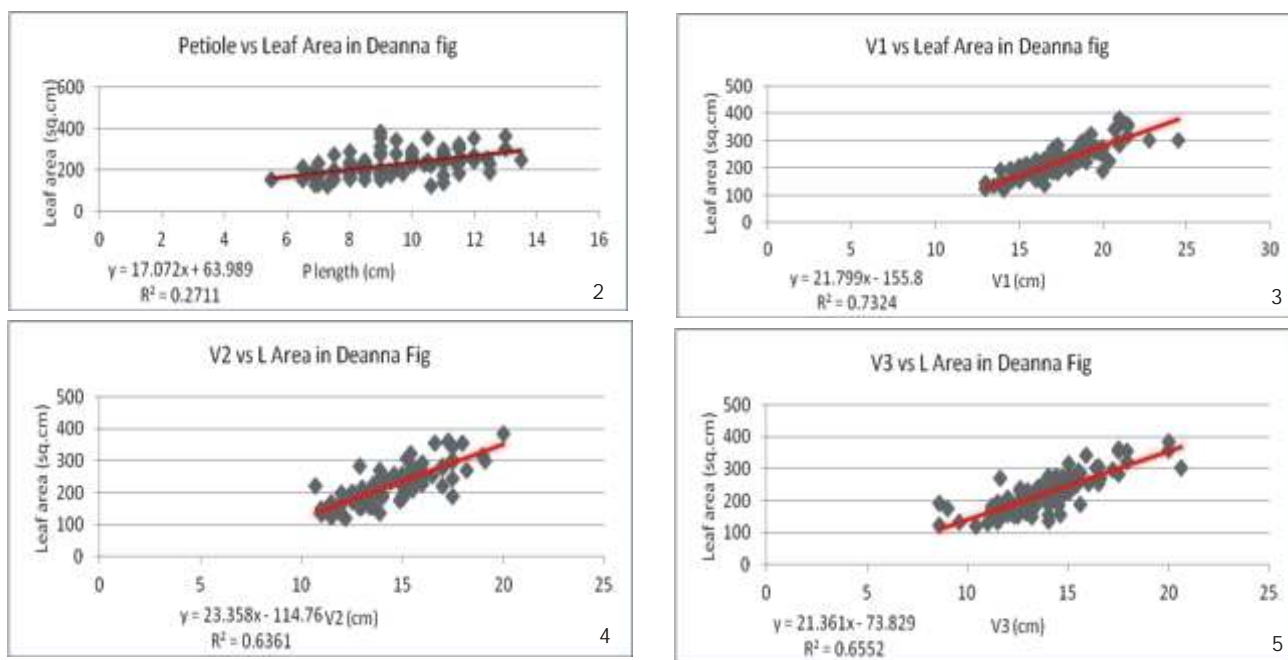 Petiole vs Leaf Area in Deanna fig
Leaf area (sq.cm)
600
400
200
0
0 2 4 6 8 10 12 14 16
y = 17.072x + 63.989
P length (cm)
R² = 0.2711
2
V1 vs Leaf Area in Deanna fig
Leaf area (sq.cm)
500
400
300
200
100
0
0 5 10 15 20 25 30
y = 21.799x - 155.8
V1 (cm)
R² = 0.7324
3
V2 vs L Area in Deanna Fig
Leaf area (sq.cm)
500
400
300
200
100
0
0 5 10 15 20 25
y = 23.358x - 114.76
V2 (cm)
R² = 0.6361
4
V3 vs L Area in Deanna Fig
Leaf area (sq.cm)
500
400
300
200
100
0
0 5 10 15 20 25
y = 21.361x - 73.829
V3 (cm)
R² = 0.6552
5